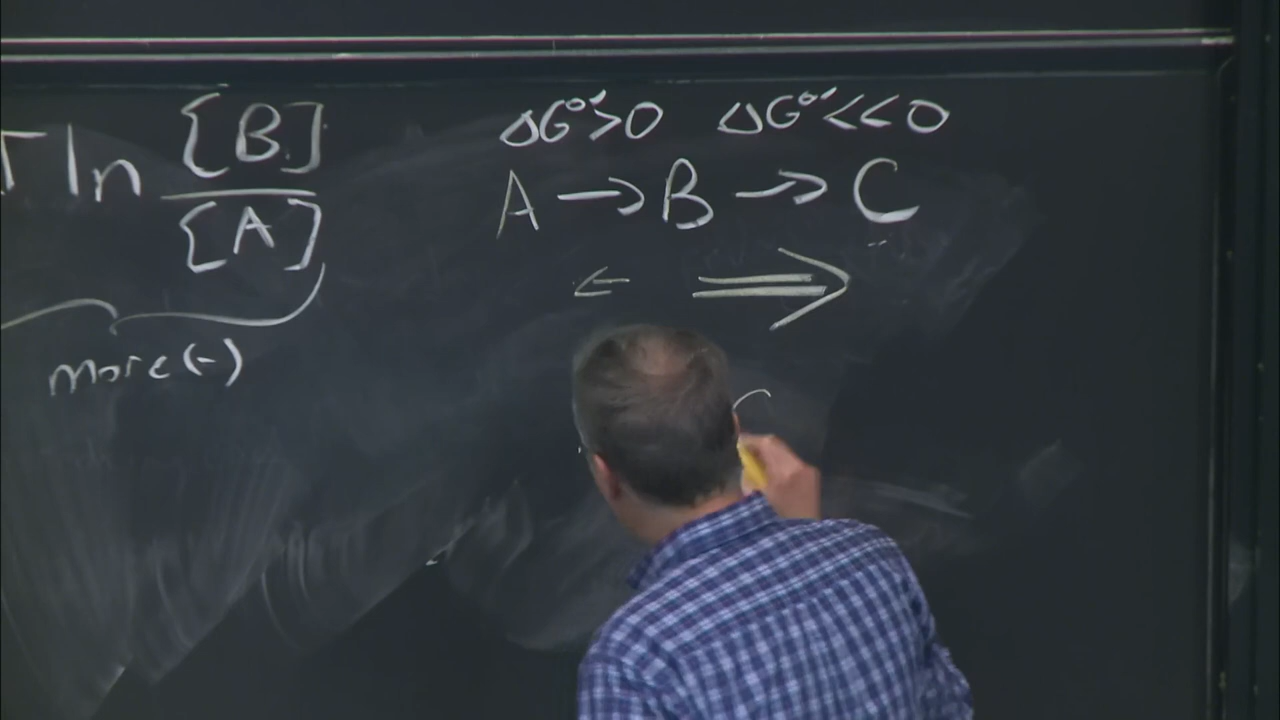 T ln [B]
[A]
more (-)
ΔG°'>0 ΔG°'<<0
A → B → C
← ⇒